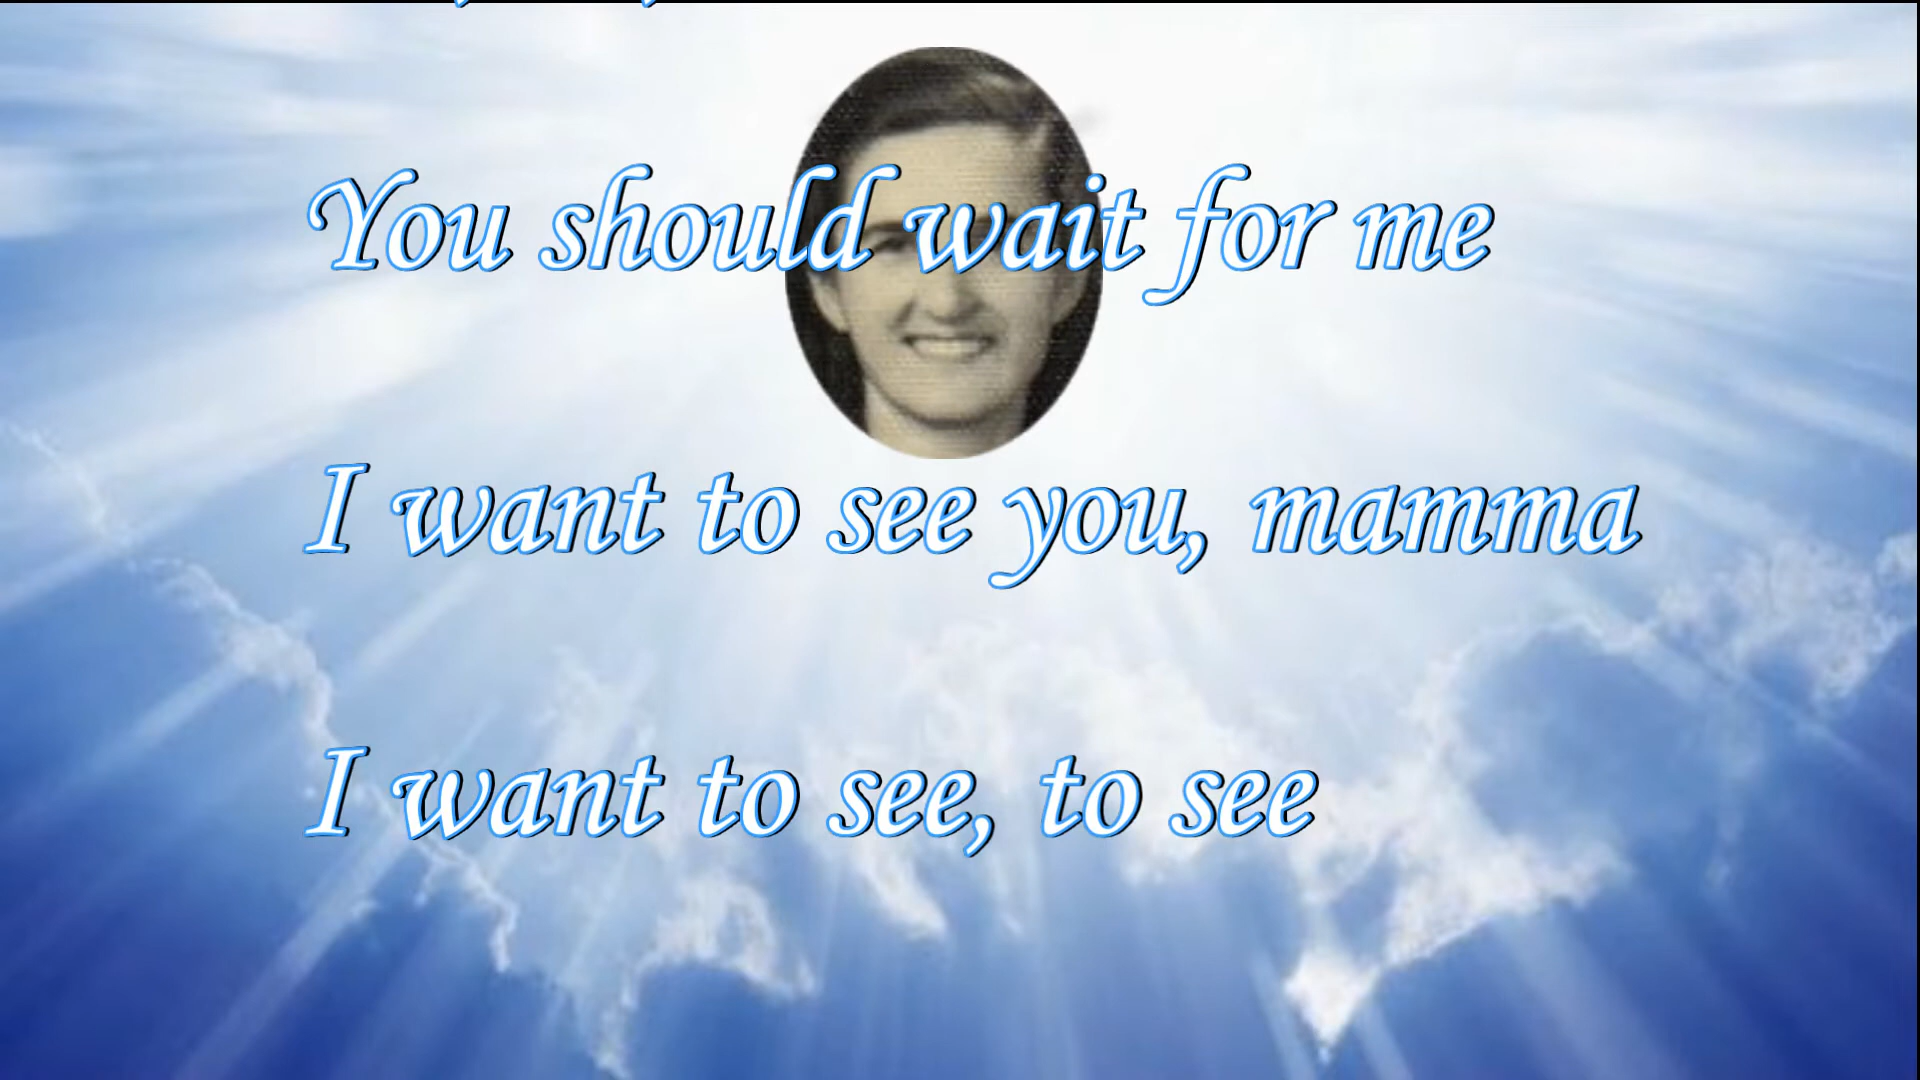 You should wait for me
I want to see you, mamma
I want to see, to see